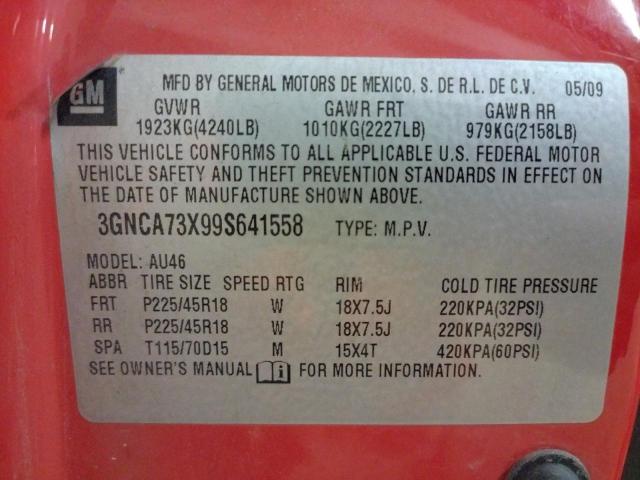 GM
MFD BY GENERAL MOTORS DE MEXICO, S. DE R.L. DE C.V. 05/09
GVWR GAWR FRT GAWR RR
1923KG(4240LB) 1010KG(2227LB) 979KG(2158LB)
THIS VEHICLE CONFORMS TO ALL APPLICABLE U.S. FEDERAL MOTOR
VEHICLE SAFETY AND THEFT PREVENTION STANDARDS IN EFFECT ON
THE DATE OF MANUFACTURE SHOWN ABOVE.
3GNCA73X99S641558 TYPE: M.P.V.
MODEL: AU46
ABBR TIRE SIZE SPEED RTG RIM COLD TIRE PRESSURE
FRT P225/45R18 W 18X7.5J 220KPA(32PSI)
RR P225/45R18 W 18X7.5J 220KPA(32PSI)
SPA T115/70D15 M 15X4T 420KPA(60PSI)
SEE OWNER'S MANUAL i FOR MORE INFORMATION.